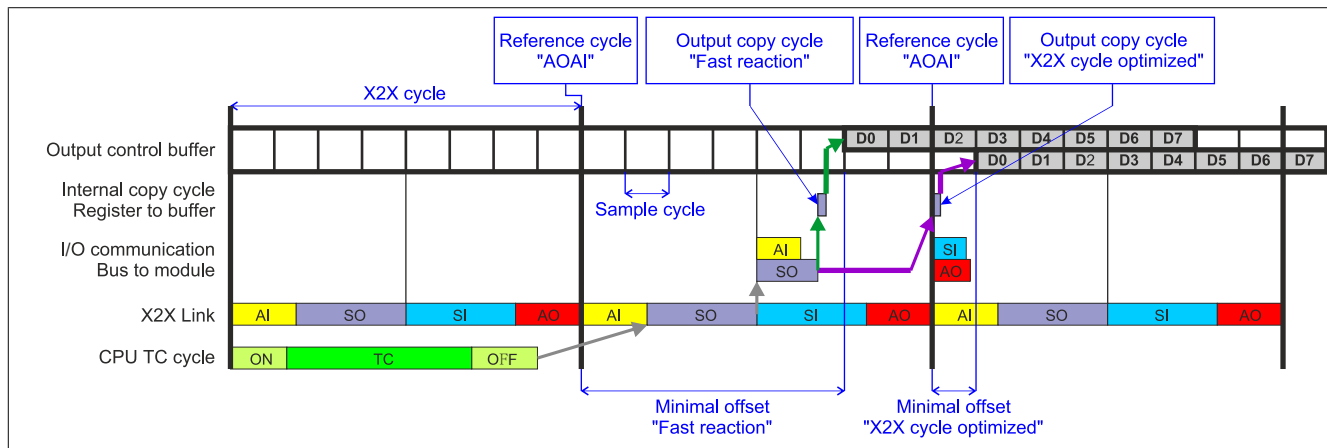 Reference cycle
"AOAI"
Output copy cycle
"Fast reaction"
Reference cycle
"AOAI"
Output copy cycle
"X2X cycle optimized"
X2X cycle
Output control buffer
D0 D1 D2 D3 D4 D5 D6 D7
D0 D1 D2 D3 D4 D5 D6 D7
Internal copy cycle
Register to buffer
Sample cycle
I/O communication
Bus to module
AI
SO
SI
AO
X2X Link
AI SO SI AO AI SO SI AO AI SO SI AO
CPU TC cycle
ON TC OFF
Minimal offset
"Fast reaction"
Minimal offset
"X2X cycle optimized"